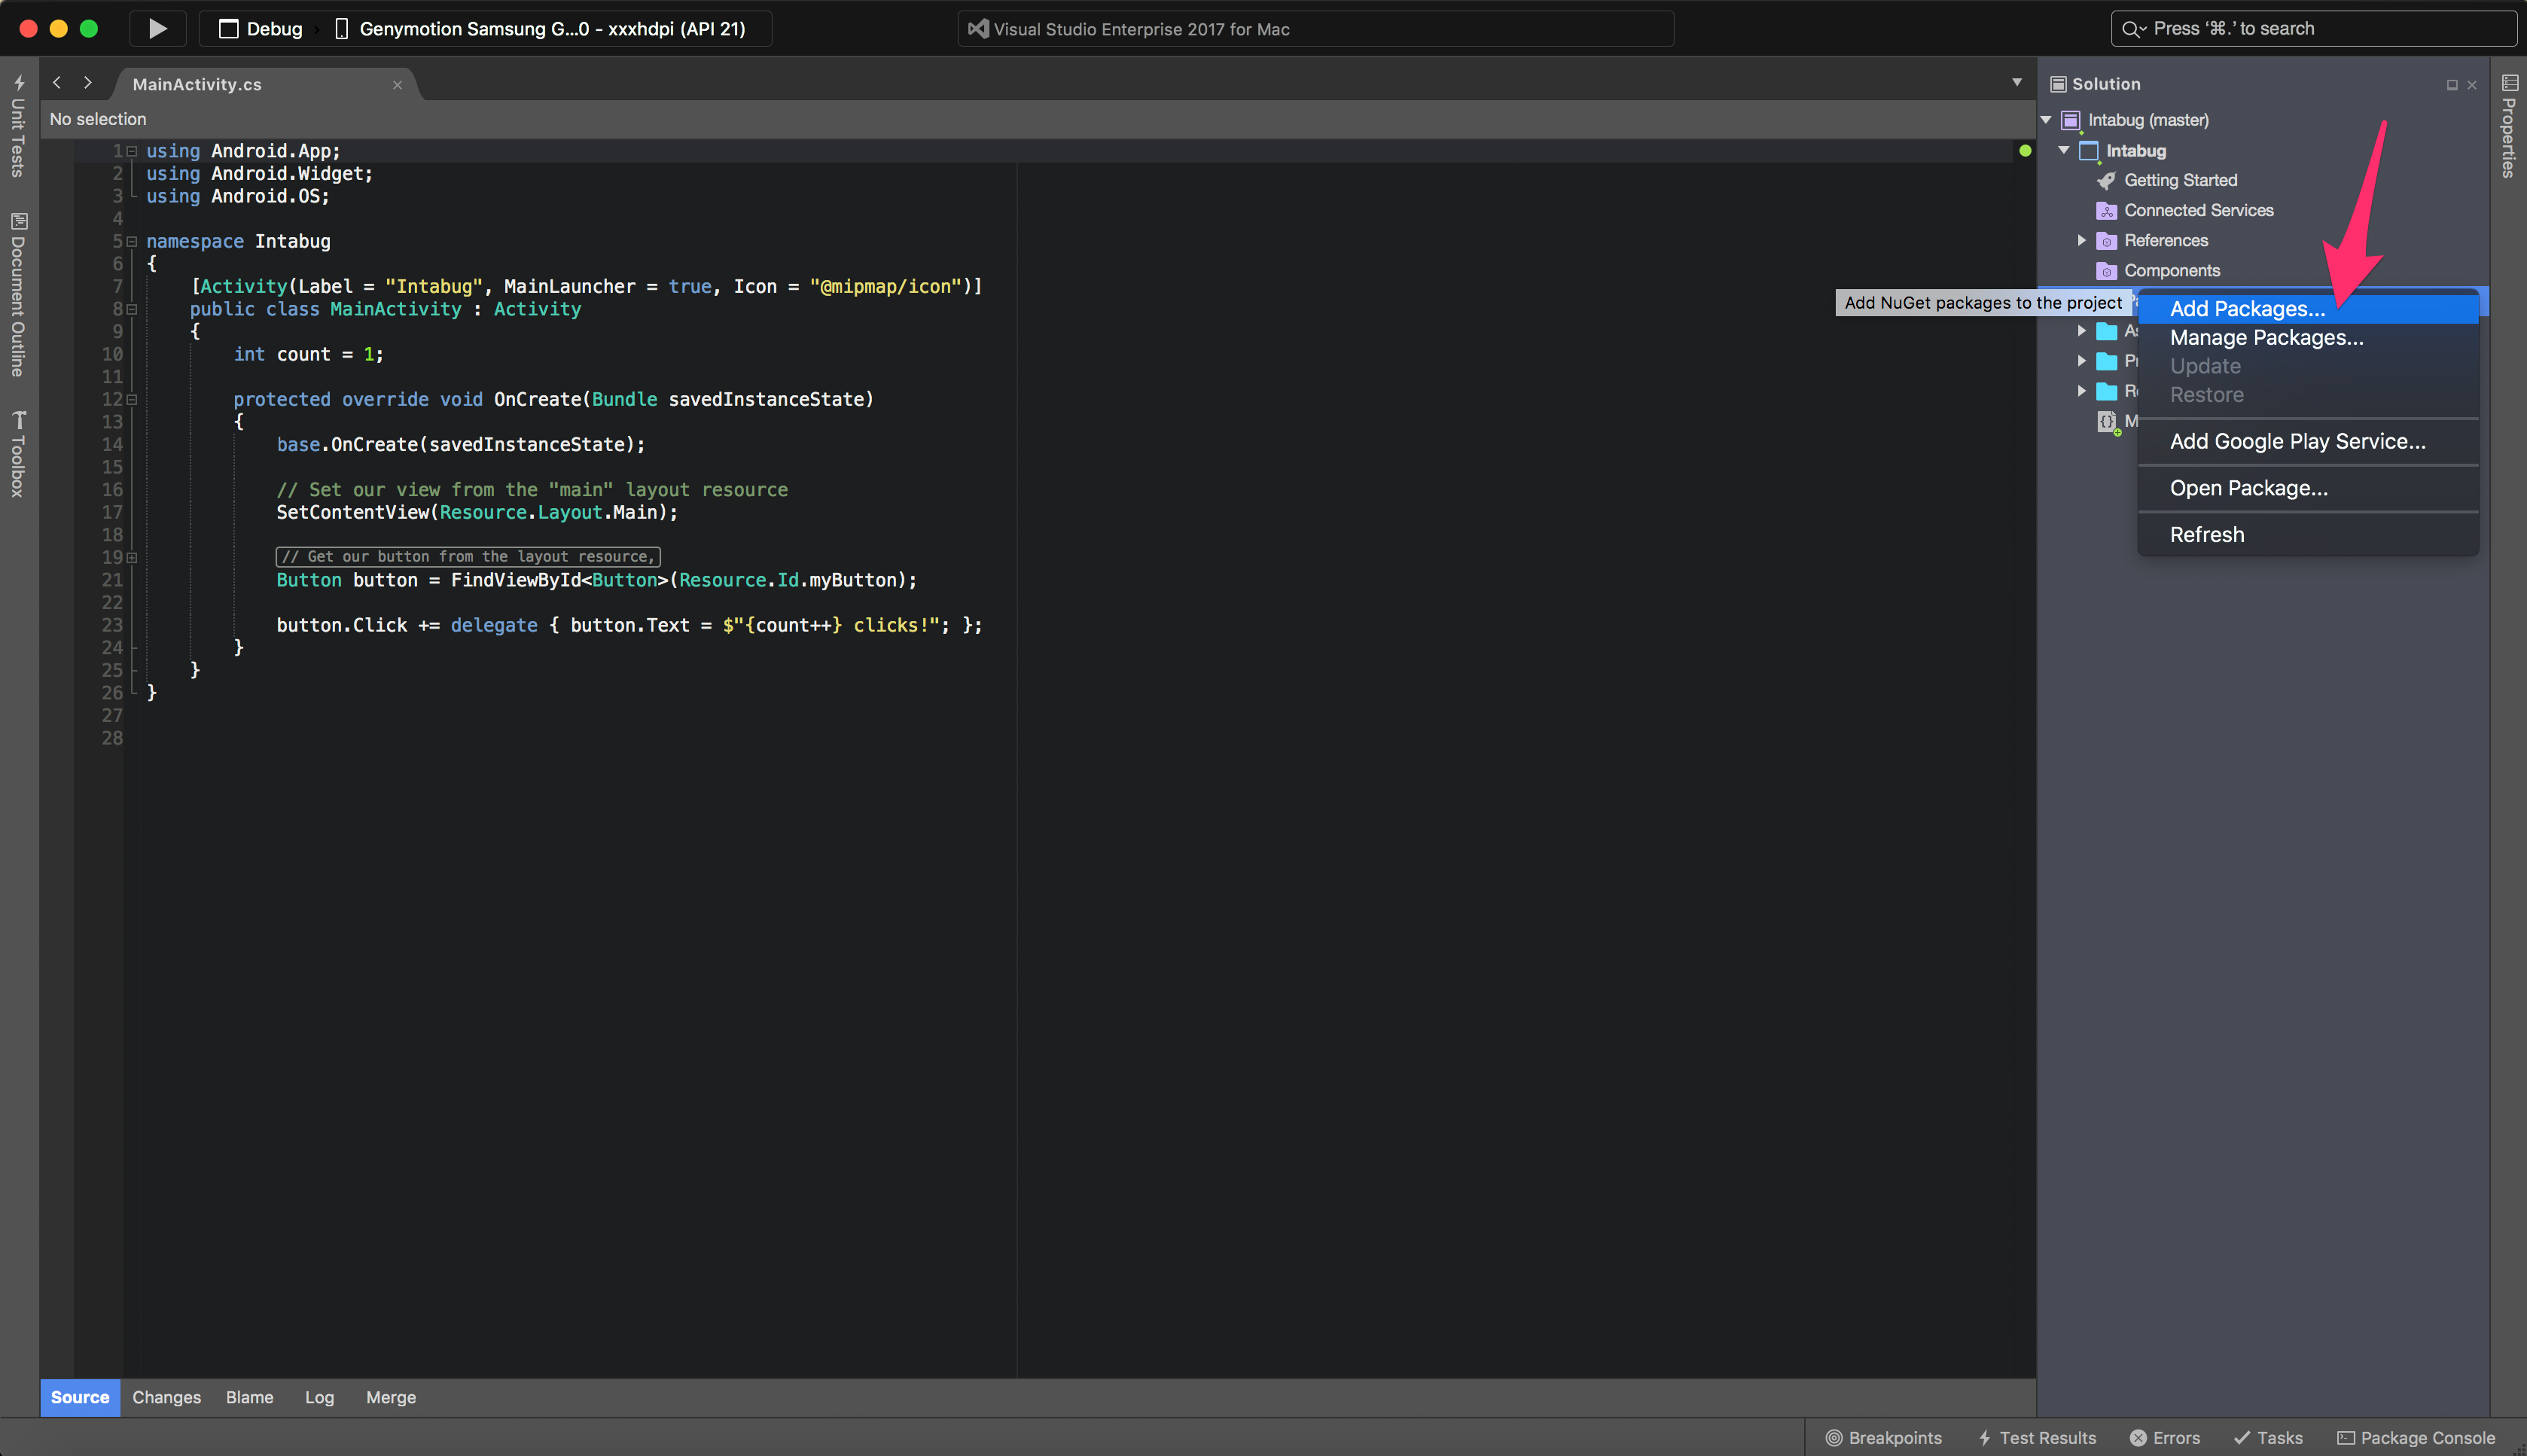 Debug
Genymotion Samsung G...0 - xxxhdpi (API 21)
Visual Studio Enterprise 2017 for Mac
Press ‘⌘.’ to search
Unit Tests
Document Outline
Toolbox
MainActivity.cs
No selection
1 using Android.App;
2 using Android.Widget;
3 using Android.OS;
4
5 namespace Intabug
6 {
7 [Activity(Label = "Intabug", MainLauncher = true, Icon = "@mipmap/icon")]
8 public class MainActivity : Activity
9 {
10 int count = 1;
11
12 protected override void OnCreate(Bundle savedInstanceState)
13 {
14 base.OnCreate(savedInstanceState);
15
16 // Set our view from the "main" layout resource
17 SetContentView(Resource.Layout.Main);
18
19 // Get our button from the layout resource,
21 Button button = FindViewById<Button>(Resource.Id.myButton);
22
23 button.Click += delegate { button.Text = $"{count++} clicks!"; };
24 }
25 }
26 }
27
28
Solution
Intabug (master)
Intabug
Getting Started
Connected Services
References
Components
Add NuGet packages to the project
Add Packages...
Manage Packages...
Update
Restore
Add Google Play Service...
Open Package...
Refresh
Properties
Source
Changes
Blame
Log
Merge
Breakpoints
Test Results
Errors
Tasks
Package Console